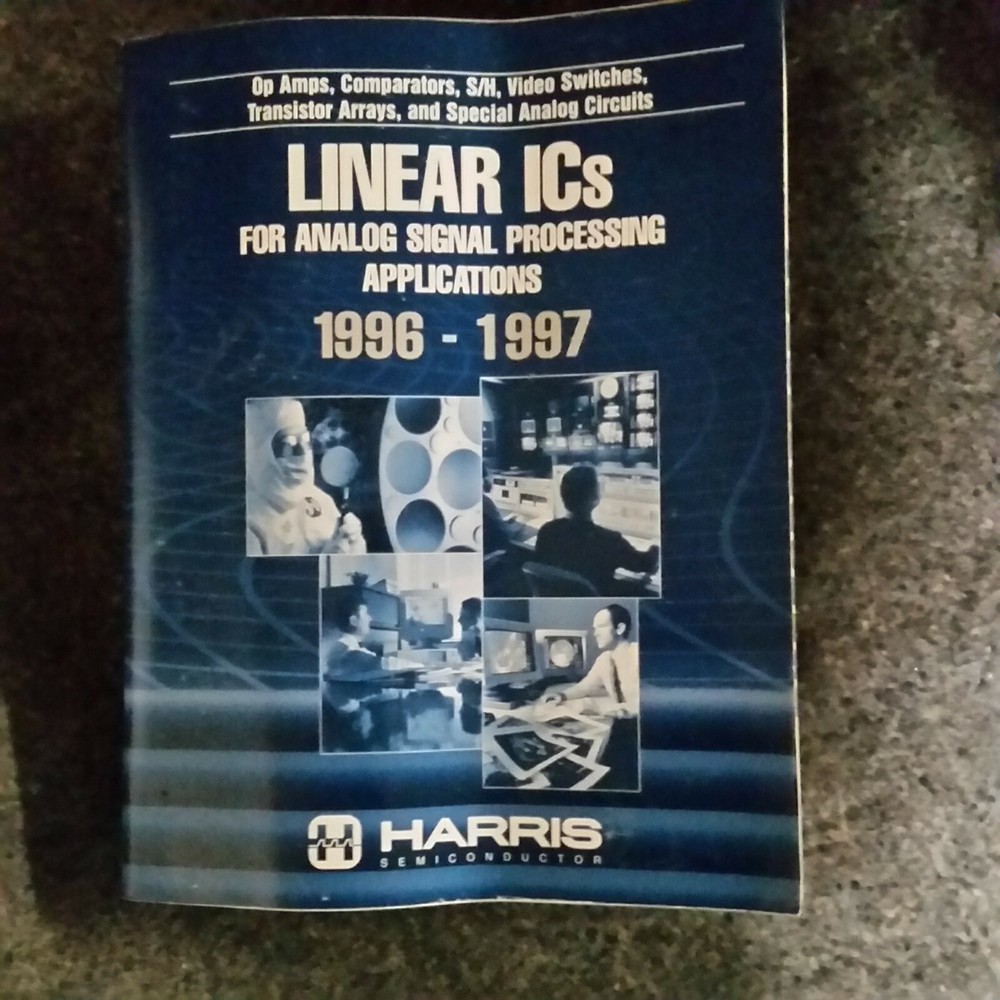 Op Amps, Comparators, S/H, Video Switches,
Transistor Arrays, and Special Analog Circuits
LINEAR ICs
FOR ANALOG SIGNAL PROCESSING
APPLICATIONS
1996 - 1997
HARRIS
SEMICONDUCTOR